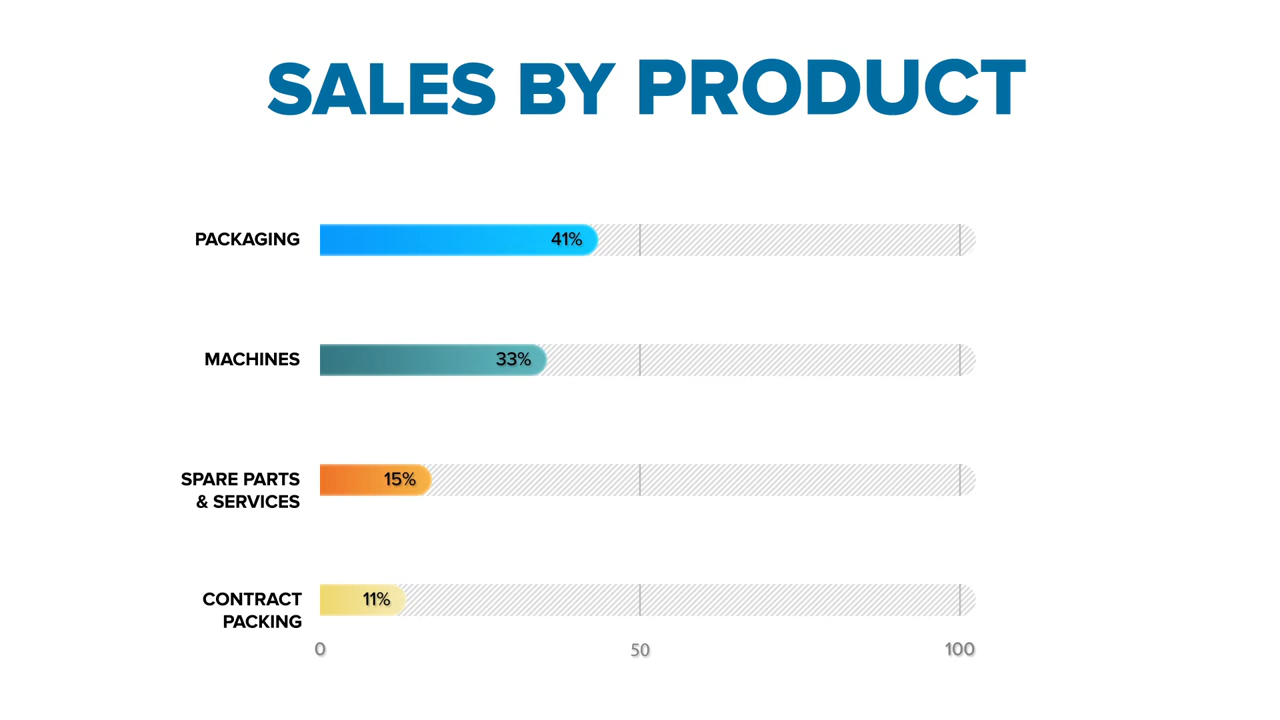 SALES BY PRODUCT
PACKAGING
41%
MACHINES
33%
SPARE PARTS
& SERVICES
15%
CONTRACT
PACKING
11%
0
50
100